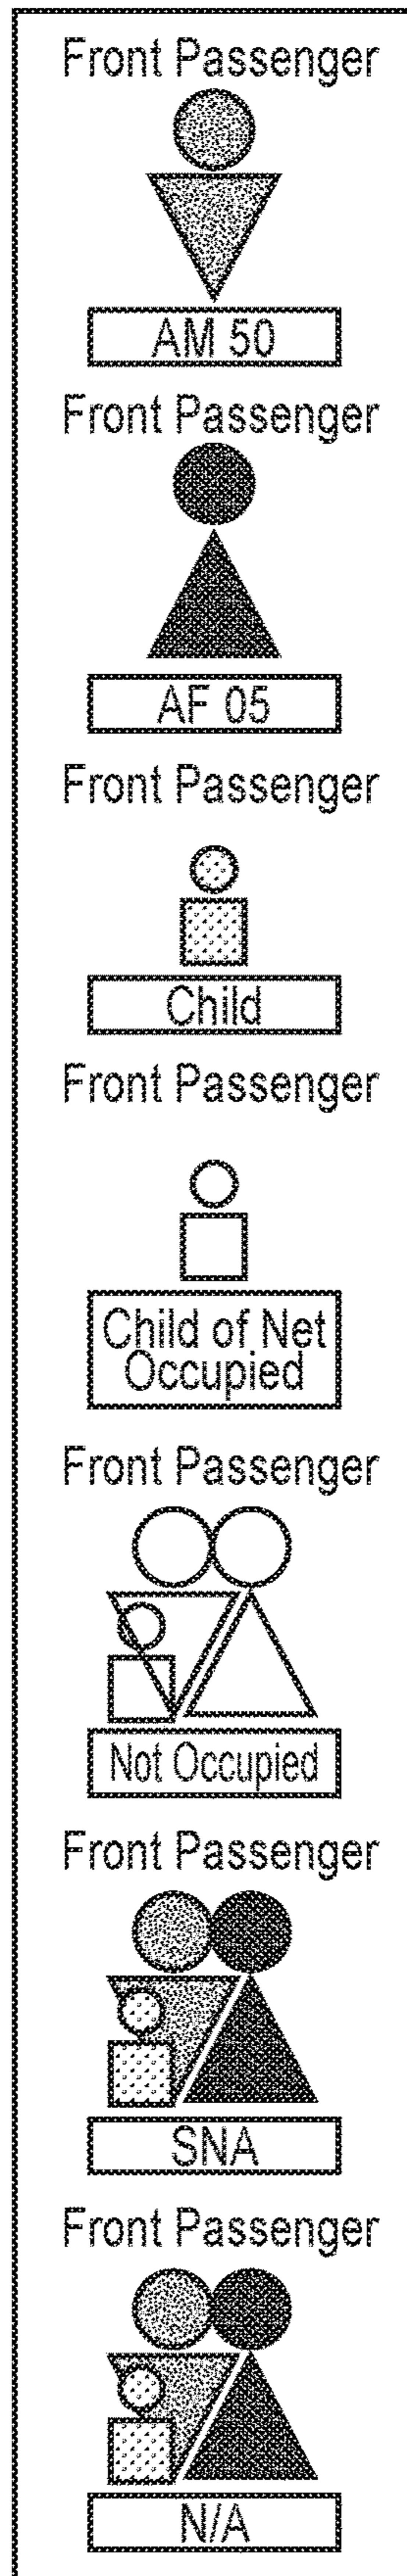 Front Passenger
AM 50
Front Passenger
AF 05
Front Passenger
Child
Front Passenger
Child of Net
Occupied
Front Passenger
Not Occupied
Front Passenger
SNA
Front Passenger
N/A